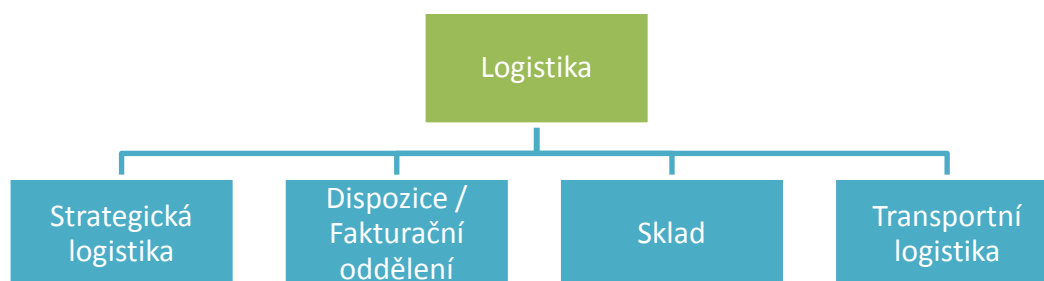 Logistika
Strategická
logistika
Dispozice /
Fakturační
oddělení
Sklad
Transportní
logistika